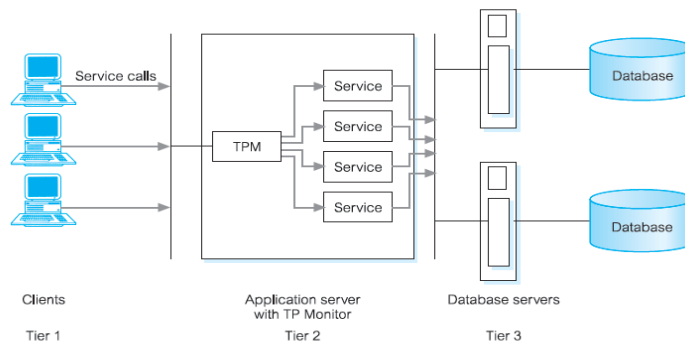 Service calls
TPM
Service
Service
Service
Service
Database
Database
Clients
Application server
with TP Monitor
Database servers
Tier 1
Tier 2
Tier 3